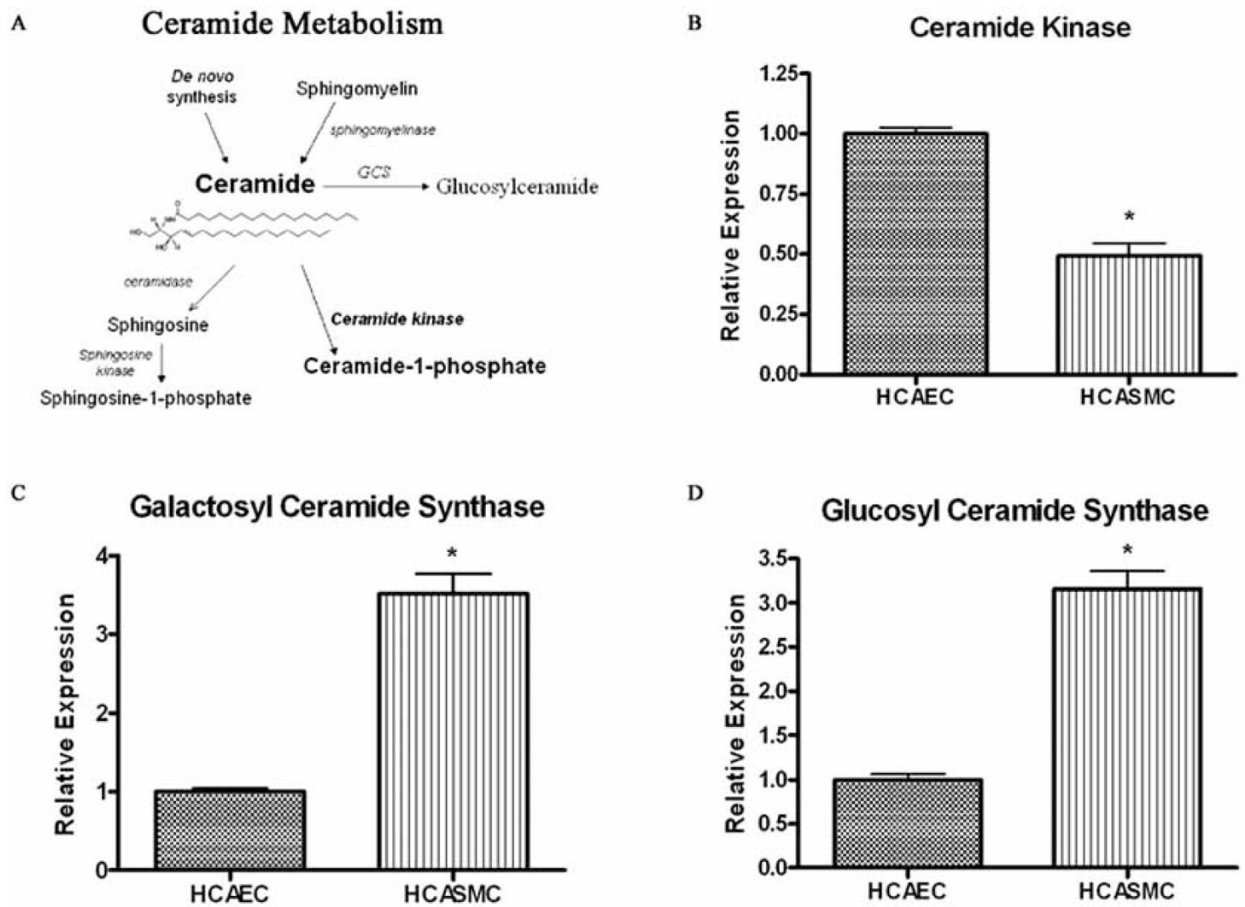 A
Ceramide Metabolism
De novo
synthesis
Sphingomyelin
sphingomyelinase
Ceramide
GCS
Glucosylceramide
O
H
NH
HO
HO
H
ceramidase
Ceramide kinase
Sphingosine
Ceramide-1-phosphate
Sphingosine
kinase
Sphingosine-1-phosphate
B
Ceramide Kinase
Relative Expression
1.25
1.00
0.75
0.50
0.25
0.00
*
HCAEC
HCASMC
C
Galactosyl Ceramide Synthase
Relative Expression
4
3
2
1
0
*
HCAEC
HCASMC
D
Glucosyl Ceramide Synthase
Relative Expression
3.5
3.0
2.5
2.0
1.5
1.0
0.5
0.0
*
HCAEC
HCASMC